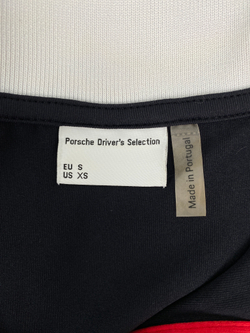 Porsche Driver's Selection
EU S
US XS
Made in Portugal